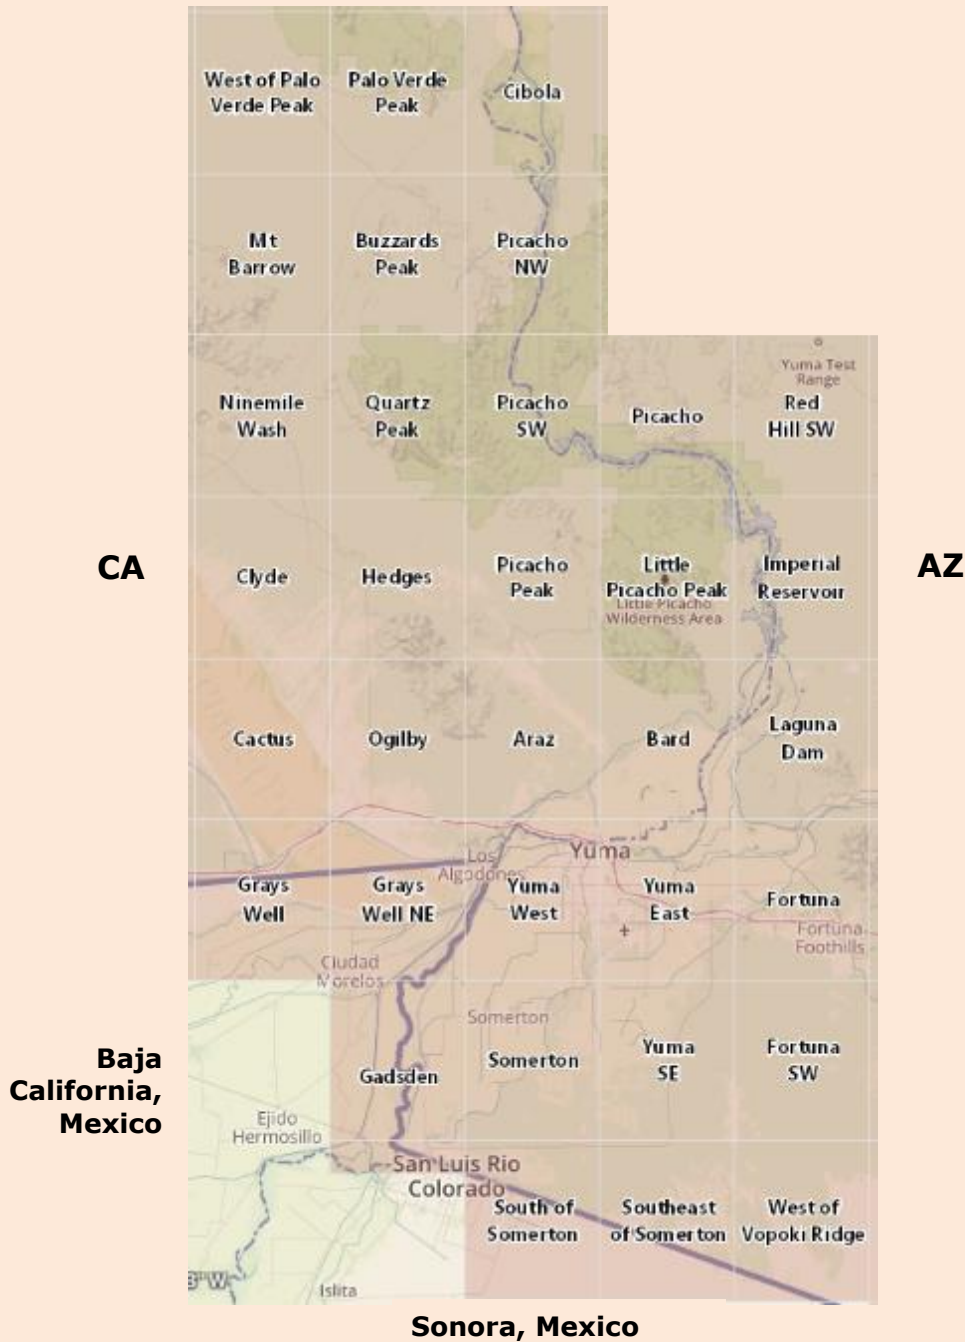 West of Palo
Verde Peak
Palo Verde
Peak
Cibola
Mt
Barrow
Buzzards
Peak
Picacho
NW
Yuma Test
Range
Ninemile
Wash
Quartz
Peak
Picacho
SW
Picacho
Red
Hill SW
CA
Clyde
Hedges
Picacho
Peak
Little
Picacho Peak
Little Picacho
Wilderness Area
Imperial
Reservoir
AZ
Cactus
Ogilby
Araz
Bard
Laguna
Dam
Los
Algodones
Yuma
Grays
Well
Grays
Well NE
Yuma
West
Yuma
East
Fortuna
Fortuna
Foothills
Ciudad
Morelos
Somerton
Baja
California,
Mexico
Gadsden
Somerton
Yuma
SE
Fortuna
SW
Ejido
Hermosillo
San Luis Rio
Colorado
South of
Somerton
Southeast
of Somerton
West of
Vopoki Ridge
Islita
Sonora, Mexico